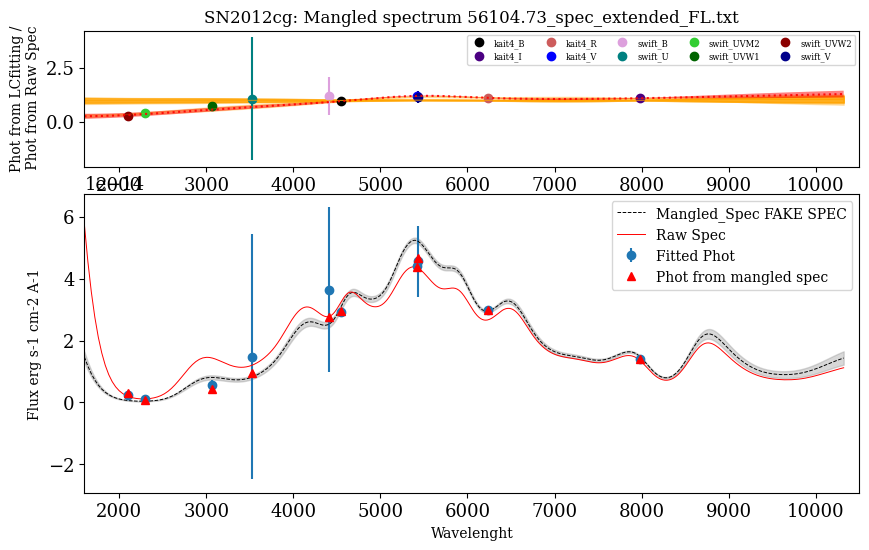 SN2012cg: Mangled spectrum 56104.73_spec_extended_FL.txt
Phot from LCfitting /
Phot from Raw Spec
2.5
0.0
kait4_B kait4_R swift_B swift_UVM2 swift_UVW2
kait4_I kait4_V swift_U swift_UVW1 swift_V
2000 3000 4000 5000 6000 7000 8000 9000 10000
1e−14
Flux erg s-1 cm-2 A-1
6
4
2
0
−2
Mangled_Spec FAKE SPEC
Raw Spec
Fitted Phot
Phot from mangled spec
2000 3000 4000 5000 6000 7000 8000 9000 10000
Wavelenght